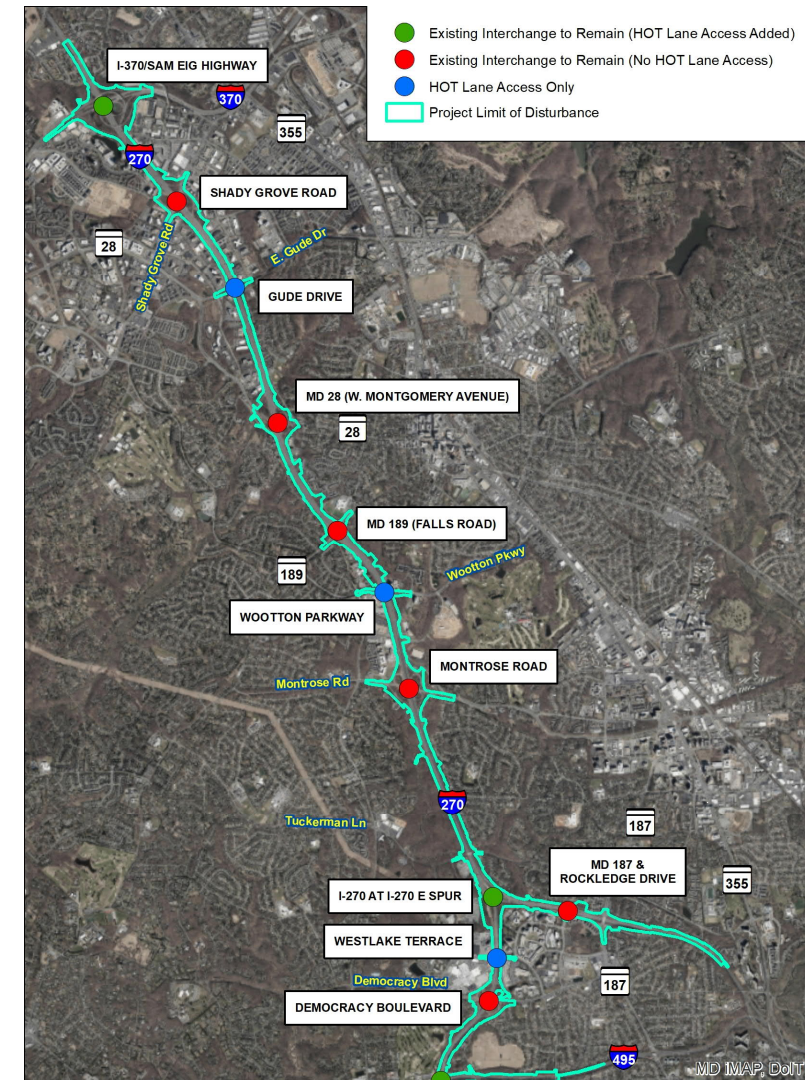 Existing Interchange to Remain (HOT Lane Access Added)
Existing Interchange to Remain (No HOT Lane Access)
HOT Lane Access Only
Project Limit of Disturbance
I-370/SAM EIG HIGHWAY
370
355
270
SHADY GROVE ROAD
28
Shady Grove Rd
E. Gude Dr
GUDE DRIVE
MD 28 (W. MONTGOMERY AVENUE)
28
MD 189 (FALLS ROAD)
189
Wootton Pkwy
WOOTTON PARKWAY
MONTROSE ROAD
Montrose Rd
270
Tuckerman Ln
187
MD 187 &
ROCKLEDGE DRIVE
355
I-270 AT I-270 E SPUR
WESTLAKE TERRACE
Democracy Blvd
187
DEMOCRACY BOULEVARD
495
MD iMAP, DoIT